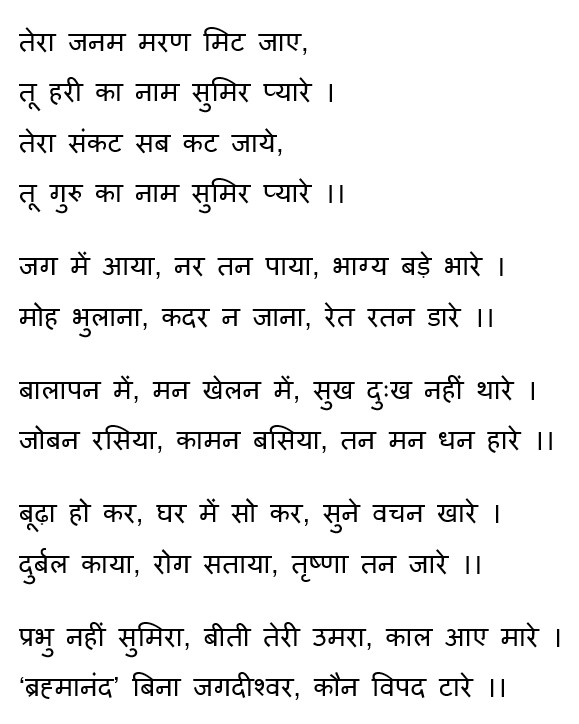 तेरा जनम मरण मिट जाए,
तू हरी का नाम सुमिर प्यारे ।
तेरा संकट सब कट जाये,
तू गुरु का नाम सुमिर प्यारे ।।
जग में आया, नर तन पाया, भाग्य बड़े भारे ।
मोह भुलाना, कदर न जाना, रेत रतन डारे ।।
बालापन में, मन खेलन में, सुख दुःख नहीं थारे ।
जोबन रसिया, कामन बसिया, तन मन धन हारे ।।
बूढ़ा हो कर, घर में सो कर, सुने वचन खारे ।
दुर्बल काया, रोग सताया, तृष्णा तन जारे ।।
प्रभु नहीं सुमिरा, बीती तेरी उमरा, काल आए मारे ।
‘ब्रह्मानंद’ बिना जगदीश्वर, कौन विपद टारे ।।